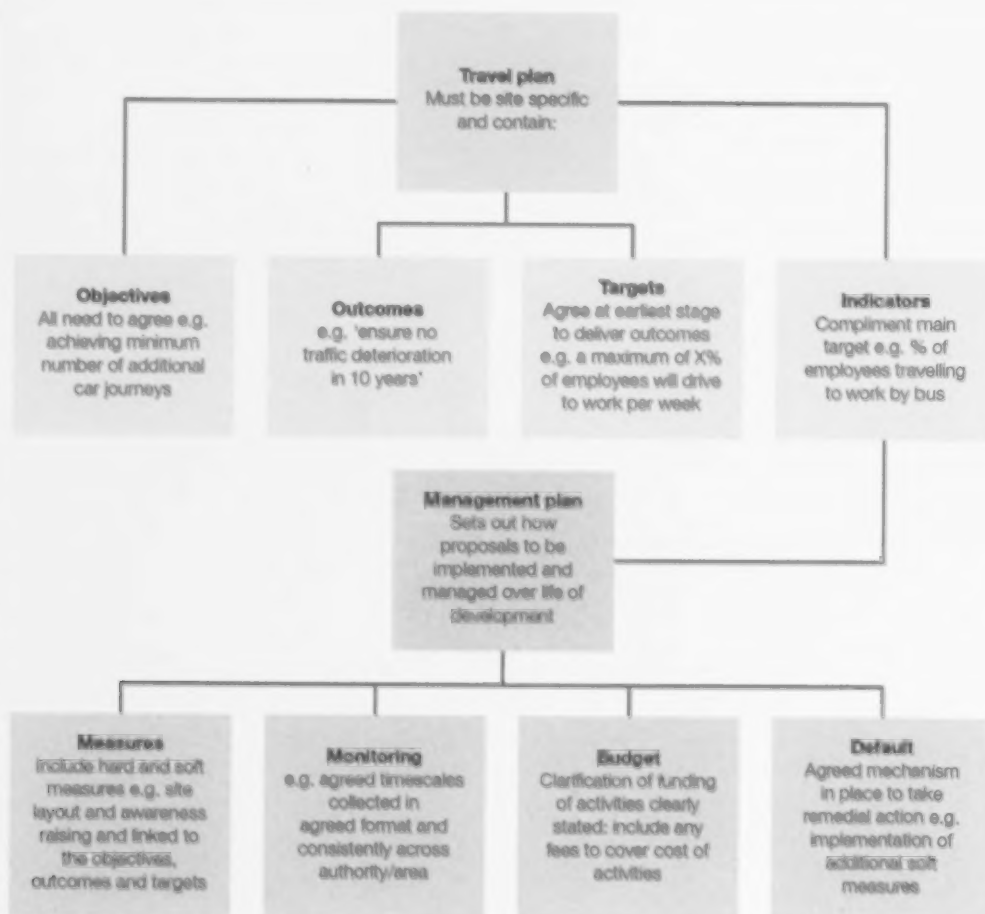 Travel plan
Must be site specific
and contain:
Objectives
All need to agree e.g.
achieving minimum
number of additional
car journeys
Outcomes
e.g. 'ensure no
traffic deterioration
in 10 years'
Targets
Agree at earliest stage
to deliver outcomes
e.g. a maximum of X%
of employees will drive
to work per week
Indicators
Compliment main
target e.g. % of
employees travelling
to work by bus
Management plan
Sets out how
proposals to be
implemented and
managed over life of
development
Measures
include hard and soft
measures e.g. site
layout and awareness
raising and linked to
the objectives,
outcomes and targets
Monitoring
e.g. agreed timescales
collected in
agreed format and
consistently across
authority/area
Budget
Clarification of funding
of activities clearly
stated: include any
fees to cover cost of
activities
Default
Agreed mechanism
in place to take
remedial action e.g.
implementation of
additional soft
measures